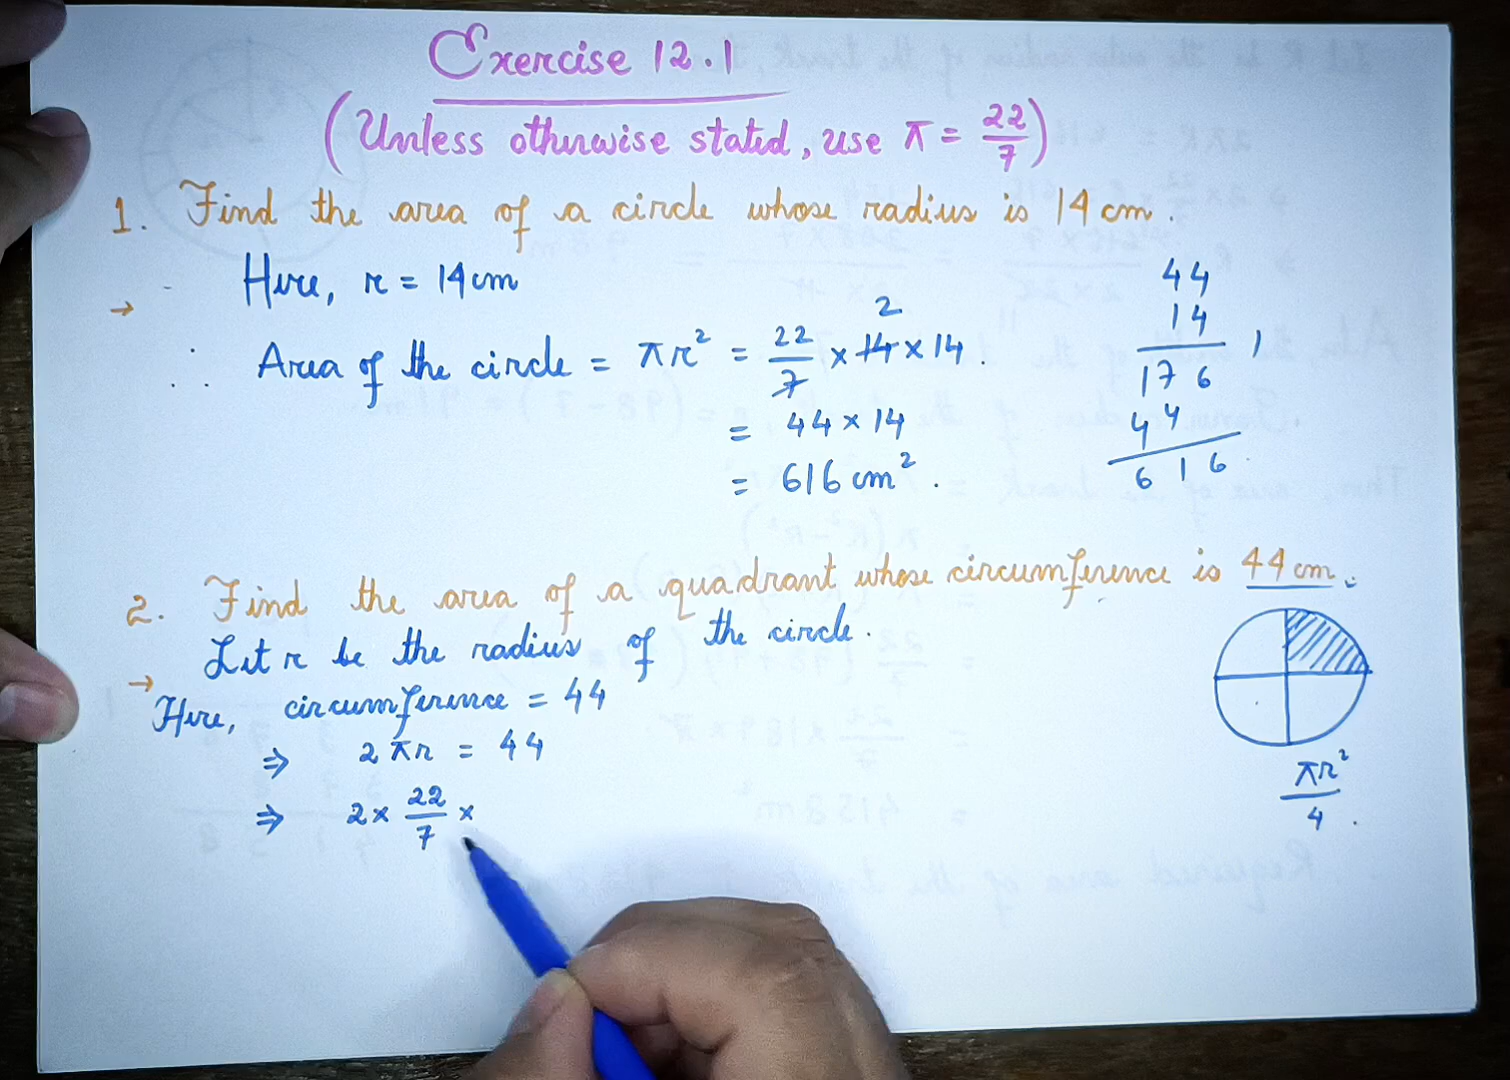 Exercise 12.1
(Unless otherwise stated, use π = 22/7)
1. Find the area of a circle whose radius is 14 cm.
→ Here, r = 14 cm
∴ Area of the circle = πr² = 22/7 × 14 × 14.
2
= 44 × 14
= 616 cm².
44
14
1
176
44
616
2. Find the area of a quadrant whose circumference is 44 cm.
Let r be the radius of the circle.
→ Here, circumference = 44
⇒ 2πr = 44
⇒ 2 × 22/7 ×
πr²/4.